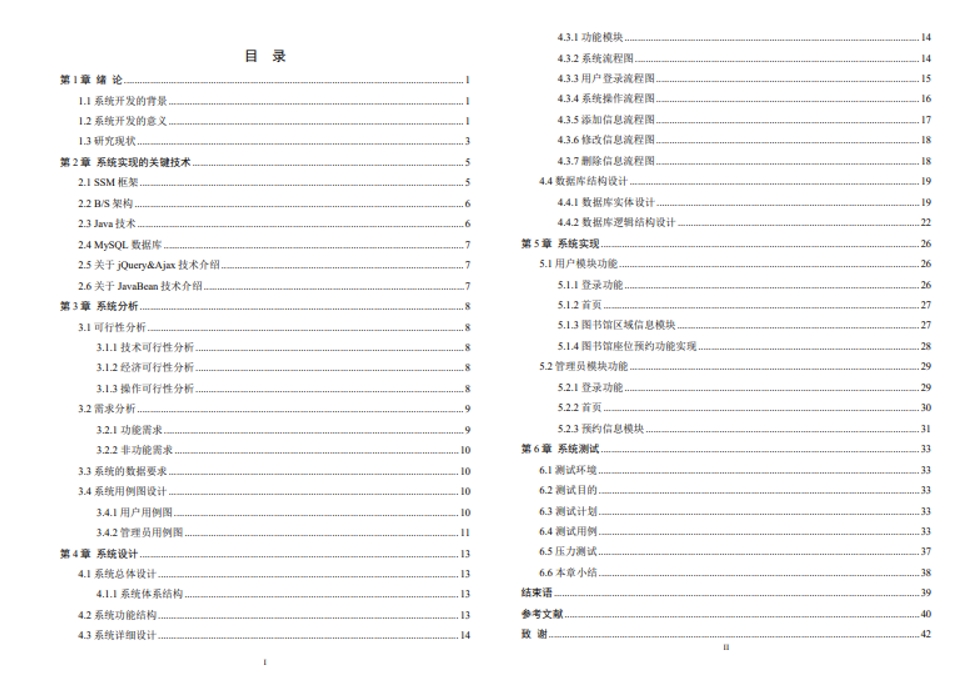 目 录
第 1 章 绪 论 1
1.1 系统开发的背景 1
1.2 系统开发的意义 1
1.3 研究现状 3
第 2 章 系统实现的关键技术 5
2.1 SSM 框架 5
2.2 B/S 架构 6
2.3 Java 技术 6
2.4 MySQL 数据库 7
2.5 关于 jQuery&Ajax 技术介绍 7
2.6 关于 JavaBean 技术介绍 7
第 3 章 系统分析 8
3.1 可行性分析 8
3.1.1 技术可行性分析 8
3.1.2 经济可行性分析 8
3.1.3 操作可行性分析 8
3.2 需求分析 9
3.2.1 功能需求 9
3.2.2 非功能需求 10
3.3 系统的数据要求 10
3.4 系统用例图设计 10
3.4.1 用户用例图 10
3.4.2 管理员用例图 11
第 4 章 系统设计 13
4.1 系统总体设计 13
4.1.1 系统体系结构 13
4.2 系统功能结构 13
4.3 系统详细设计 14
I
4.3.1 功能模块 14
4.3.2 系统流程图 14
4.3.3 用户登录流程图 15
4.3.4 系统操作流程图 16
4.3.5 添加信息流程图 17
4.3.6 修改信息流程图 18
4.3.7 删除信息流程图 18
4.4 数据库结构设计 19
4.4.1 数据库实体设计 19
4.4.2 数据库逻辑结构设计 22
第 5 章 系统实现 26
5.1 用户模块功能 26
5.1.1 登录功能 26
5.1.2 首页 27
5.1.3 图书馆区域信息模块 27
5.1.4 图书馆座位预约功能实现 28
5.2 管理员模块功能 29
5.2.1 登录功能 29
5.2.2 首页 30
5.2.3 预约信息模块 31
第 6 章 系统测试 33
6.1 测试环境 33
6.2 测试目的 33
6.3 测试计划 33
6.4 测试用例 33
6.5 压力测试 37
6.6 本章小结 38
结束语 39
参考文献 40
致 谢 42
II